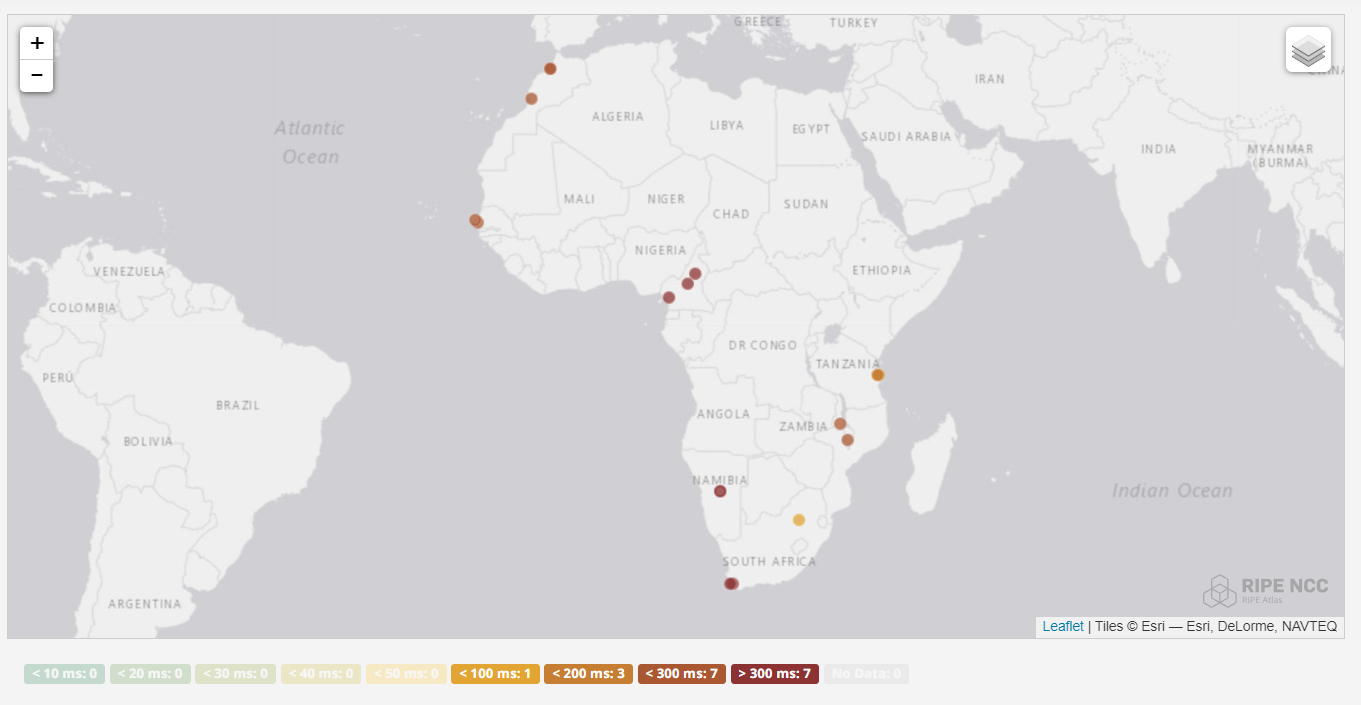 +
−
GREECE
TURKEY
IRAN
Atlantic
Ocean
ALGERIA
LIBYA
EGYPT
SAUDI ARABIA
INDIA
MYANMAR
(BURMA)
MALI
NIGER
CHAD
SUDAN
NIGERIA
ETHIOPIA
VENEZUELA
COLOMBIA
DR CONGO
TANZANIA
PERÚ
BRAZIL
ANGOLA
ZAMBIA
BOLIVIA
NAMIBIA
Indian Ocean
SOUTH AFRICA
ARGENTINA
RIPE NCC
RIPE Atlas
Leaflet | Tiles © Esri — Esri, DeLorme, NAVTEQ
< 10 ms: 0 < 20 ms: 0 < 30 ms: 0 < 40 ms: 0 < 50 ms: 0 < 100 ms: 1 < 200 ms: 3 < 300 ms: 7 > 300 ms: 7 No Data: 0